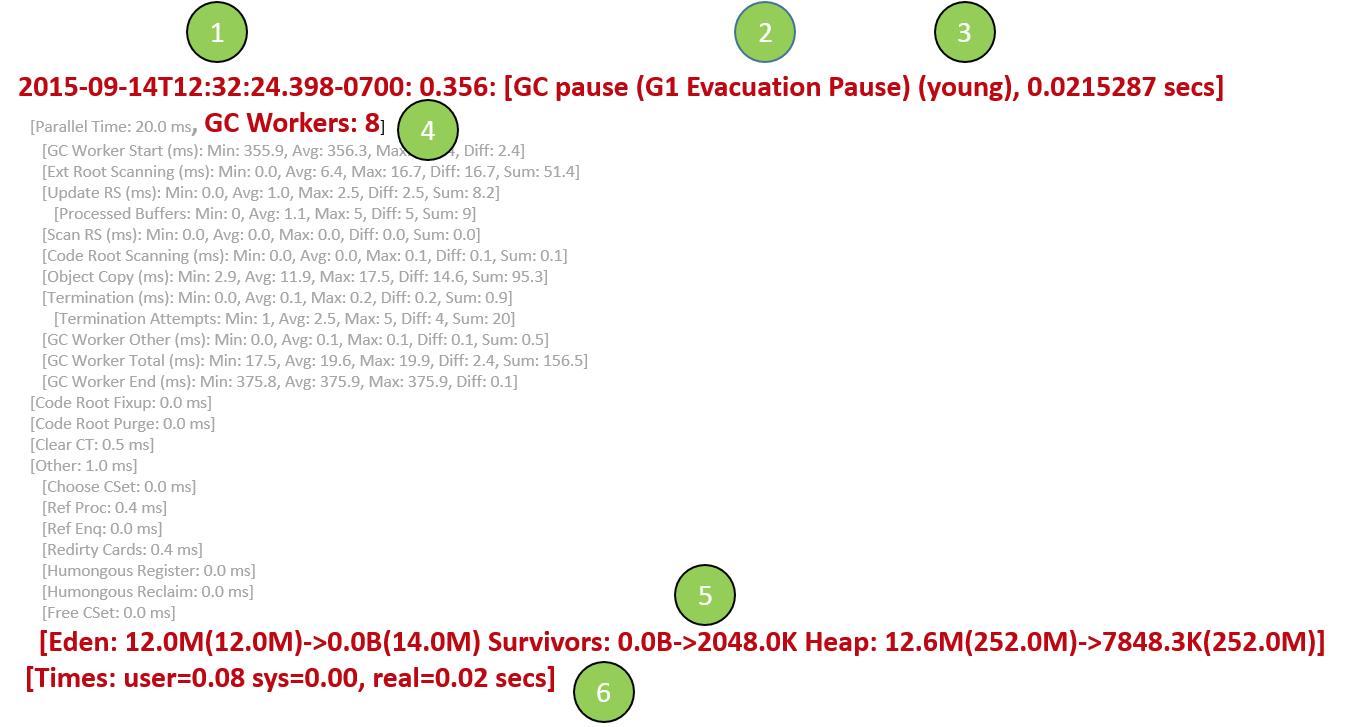 1 2 3
2015-09-14T12:32:24.398-0700: 0.356: [GC pause (G1 Evacuation Pause) (young), 0.0215287 secs]
[Parallel Time: 20.0 ms, GC Workers: 8] 4
[GC Worker Start (ms): Min: 355.9, Avg: 356.3, Max: 4, Diff: 2.4]
[Ext Root Scanning (ms): Min: 0.0, Avg: 6.4, Max: 16.7, Diff: 16.7, Sum: 51.4]
[Update RS (ms): Min: 0.0, Avg: 1.0, Max: 2.5, Diff: 2.5, Sum: 8.2]
[Processed Buffers: Min: 0, Avg: 1.1, Max: 5, Diff: 5, Sum: 9]
[Scan RS (ms): Min: 0.0, Avg: 0.0, Max: 0.0, Diff: 0.0, Sum: 0.0]
[Code Root Scanning (ms): Min: 0.0, Avg: 0.0, Max: 0.1, Diff: 0.1, Sum: 0.1]
[Object Copy (ms): Min: 2.9, Avg: 11.9, Max: 17.5, Diff: 14.6, Sum: 95.3]
[Termination (ms): Min: 0.0, Avg: 0.1, Max: 0.2, Diff: 0.2, Sum: 0.9]
[Termination Attempts: Min: 1, Avg: 2.5, Max: 5, Diff: 4, Sum: 20]
[GC Worker Other (ms): Min: 0.0, Avg: 0.1, Max: 0.1, Diff: 0.1, Sum: 0.5]
[GC Worker Total (ms): Min: 17.5, Avg: 19.6, Max: 19.9, Diff: 2.4, Sum: 156.5]
[GC Worker End (ms): Min: 375.8, Avg: 375.9, Max: 375.9, Diff: 0.1]
[Code Root Fixup: 0.0 ms]
[Code Root Purge: 0.0 ms]
[Clear CT: 0.5 ms]
[Other: 1.0 ms]
[Choose CSet: 0.0 ms]
[Ref Proc: 0.4 ms]
[Ref Enq: 0.0 ms]
[Redirty Cards: 0.4 ms]
[Humongous Register: 0.0 ms]
[Humongous Reclaim: 0.0 ms]
[Free CSet: 0.0 ms]
5
[Eden: 12.0M(12.0M)->0.0B(14.0M) Survivors: 0.0B->2048.0K Heap: 12.6M(252.0M)->7848.3K(252.0M)]
[Times: user=0.08 sys=0.00, real=0.02 secs] 6